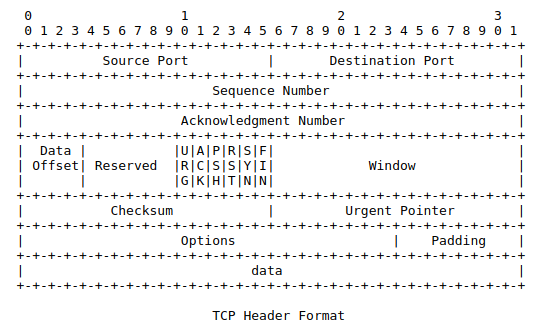 0                   1                   2                   3
 0 1 2 3 4 5 6 7 8 9 0 1 2 3 4 5 6 7 8 9 0 1 2 3 4 5 6 7 8 9 0 1
+-+-+-+-+-+-+-+-+-+-+-+-+-+-+-+-+-+-+-+-+-+-+-+-+-+-+-+-+-+-+-+-+
|          Source Port          |       Destination Port        |
+-+-+-+-+-+-+-+-+-+-+-+-+-+-+-+-+-+-+-+-+-+-+-+-+-+-+-+-+-+-+-+-+
|                        Sequence Number                        |
+-+-+-+-+-+-+-+-+-+-+-+-+-+-+-+-+-+-+-+-+-+-+-+-+-+-+-+-+-+-+-+-+
|                    Acknowledgment Number                      |
+-+-+-+-+-+-+-+-+-+-+-+-+-+-+-+-+-+-+-+-+-+-+-+-+-+-+-+-+-+-+-+-+
|  Data |           |U|A|P|R|S|F|                               |
| Offset| Reserved  |R|C|S|S|Y|I|            Window             |
|       |           |G|K|H|T|N|N|                               |
+-+-+-+-+-+-+-+-+-+-+-+-+-+-+-+-+-+-+-+-+-+-+-+-+-+-+-+-+-+-+-+-+
|           Checksum            |         Urgent Pointer        |
+-+-+-+-+-+-+-+-+-+-+-+-+-+-+-+-+-+-+-+-+-+-+-+-+-+-+-+-+-+-+-+-+
|                    Options                    |    Padding    |
+-+-+-+-+-+-+-+-+-+-+-+-+-+-+-+-+-+-+-+-+-+-+-+-+-+-+-+-+-+-+-+-+
|                             data                              |
+-+-+-+-+-+-+-+-+-+-+-+-+-+-+-+-+-+-+-+-+-+-+-+-+-+-+-+-+-+-+-+-+
                        TCP Header Format